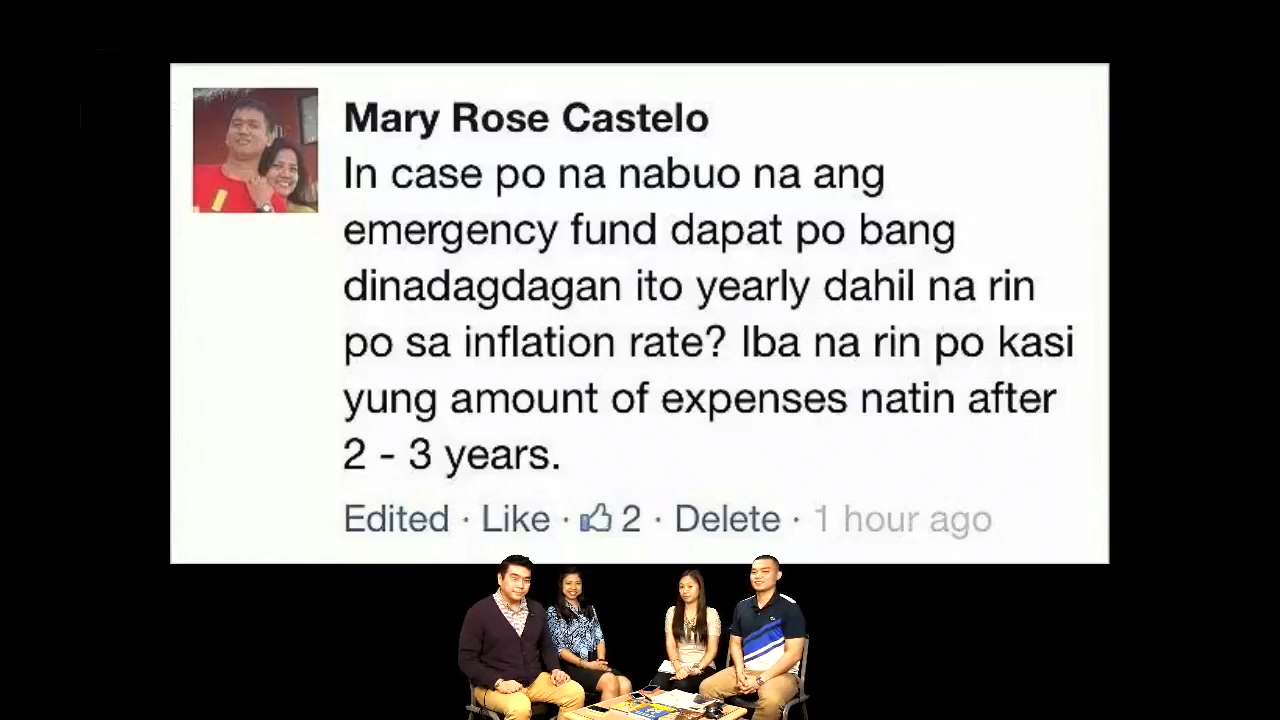 Mary Rose Castelo
In case po na nabuo na ang
emergency fund dapat po bang
dinadagdagan ito yearly dahil na rin
po sa inflation rate? Iba na rin po kasi
yung amount of expenses natin after
2 - 3 years.
Edited · Like · 2 · Delete · 1 hour ago